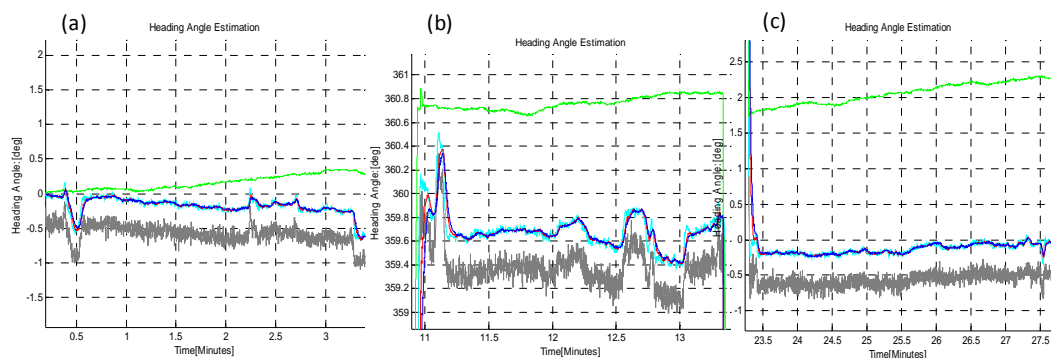 (a)
Heading Angle Estimation
2
1.5
1
0.5
0
-0.5
-1
-1.5
Heading Angle:[deg]
0.5 1 1.5 2 2.5 3
Time[Minutes]
(b)
Heading Angle Estimation
361
360.8
360.6
360.4
360.2
360
359.8
359.6
359.4
359.2
359
Heading Angle:[deg]
11 11.5 12 12.5 13
Time[Minutes]
(c)
Heading Angle Estimation
2.5
2
1.5
1
0.5
0
-0.5
-1
Heading Angle:[deg]
23.5 24 24.5 25 25.5 26 26.5 27 27.5
Time[Minutes]